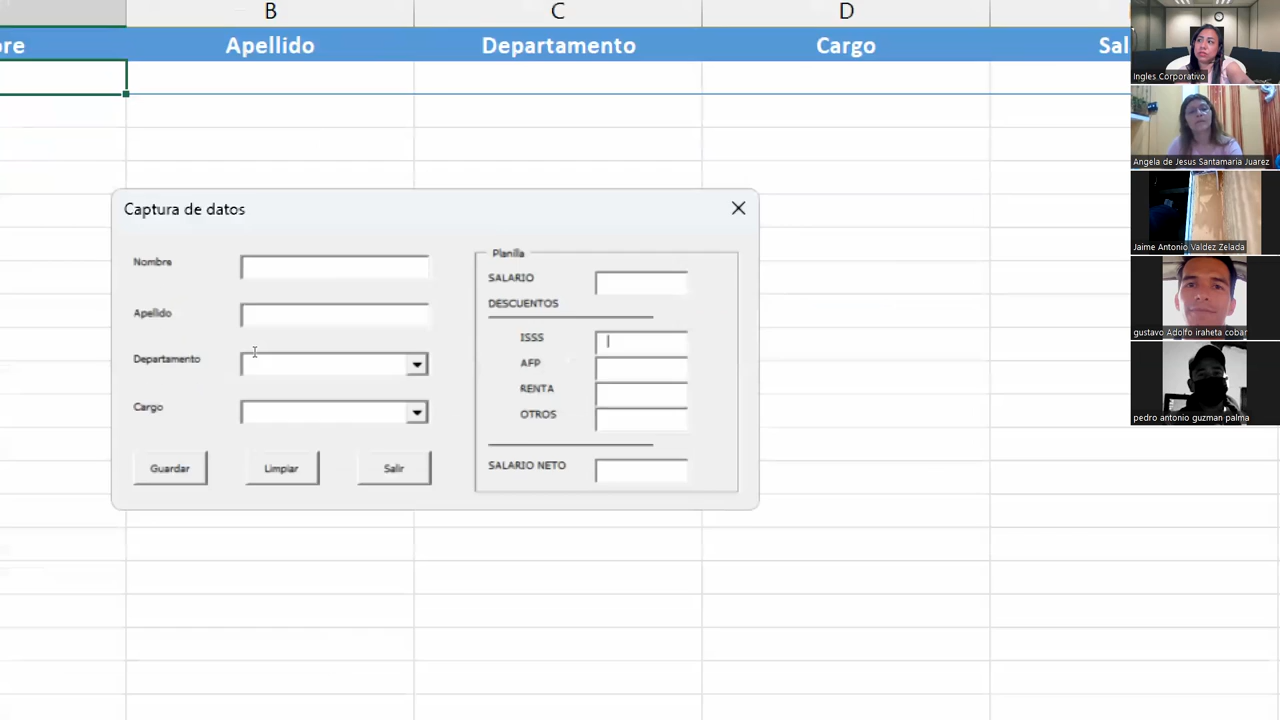 B
C
D
re
Apellido
Departamento
Cargo
Sal
Captura de datos
Nombre
Apellido
Departamento
Cargo
Guardar
Limpiar
Salir
Planilla
SALARIO
DESCUENTOS
ISSS
AFP
RENTA
OTROS
SALARIO NETO
Ingles Corporativo
Angela de Jesus Santamaria Juarez
Jaime Antonio Valdez Zelada
gustavo Adolfo iraheta cobar
pedro antonio guzman palma